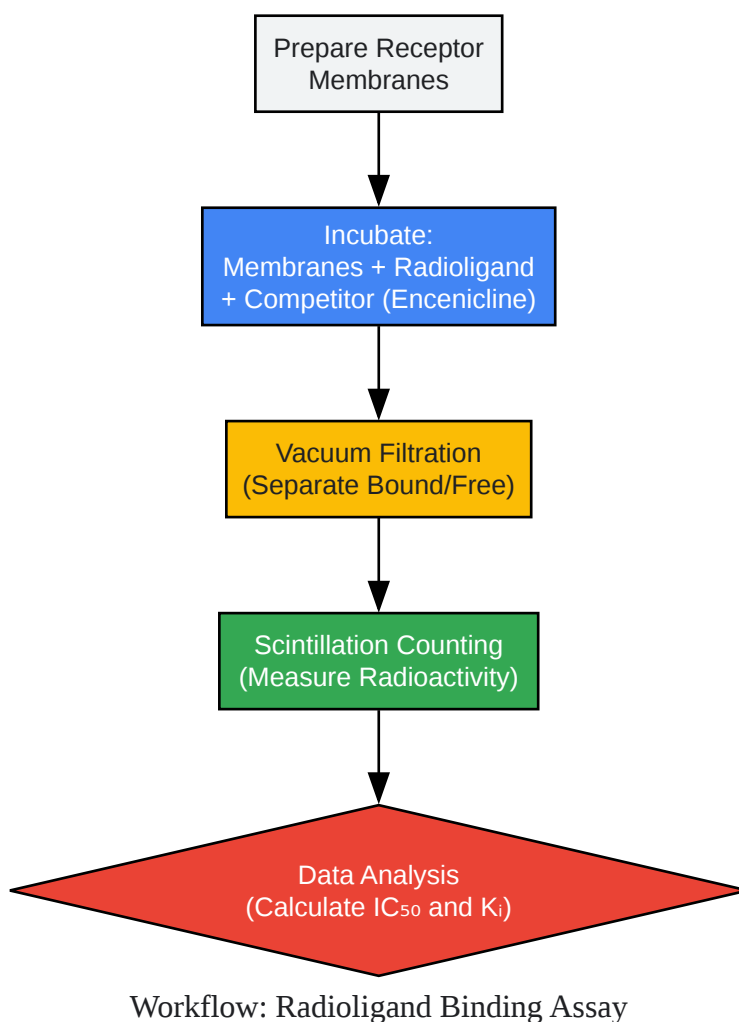 Prepare Receptor
Membranes
Incubate:
Membranes + Radioligand
+ Competitor (Encenicline)
Vacuum Filtration
(Separate Bound/Free)
Scintillation Counting
(Measure Radioactivity)
Data Analysis
(Calculate IC₅₀ and Kᵢ)
Workflow: Radioligand Binding Assay